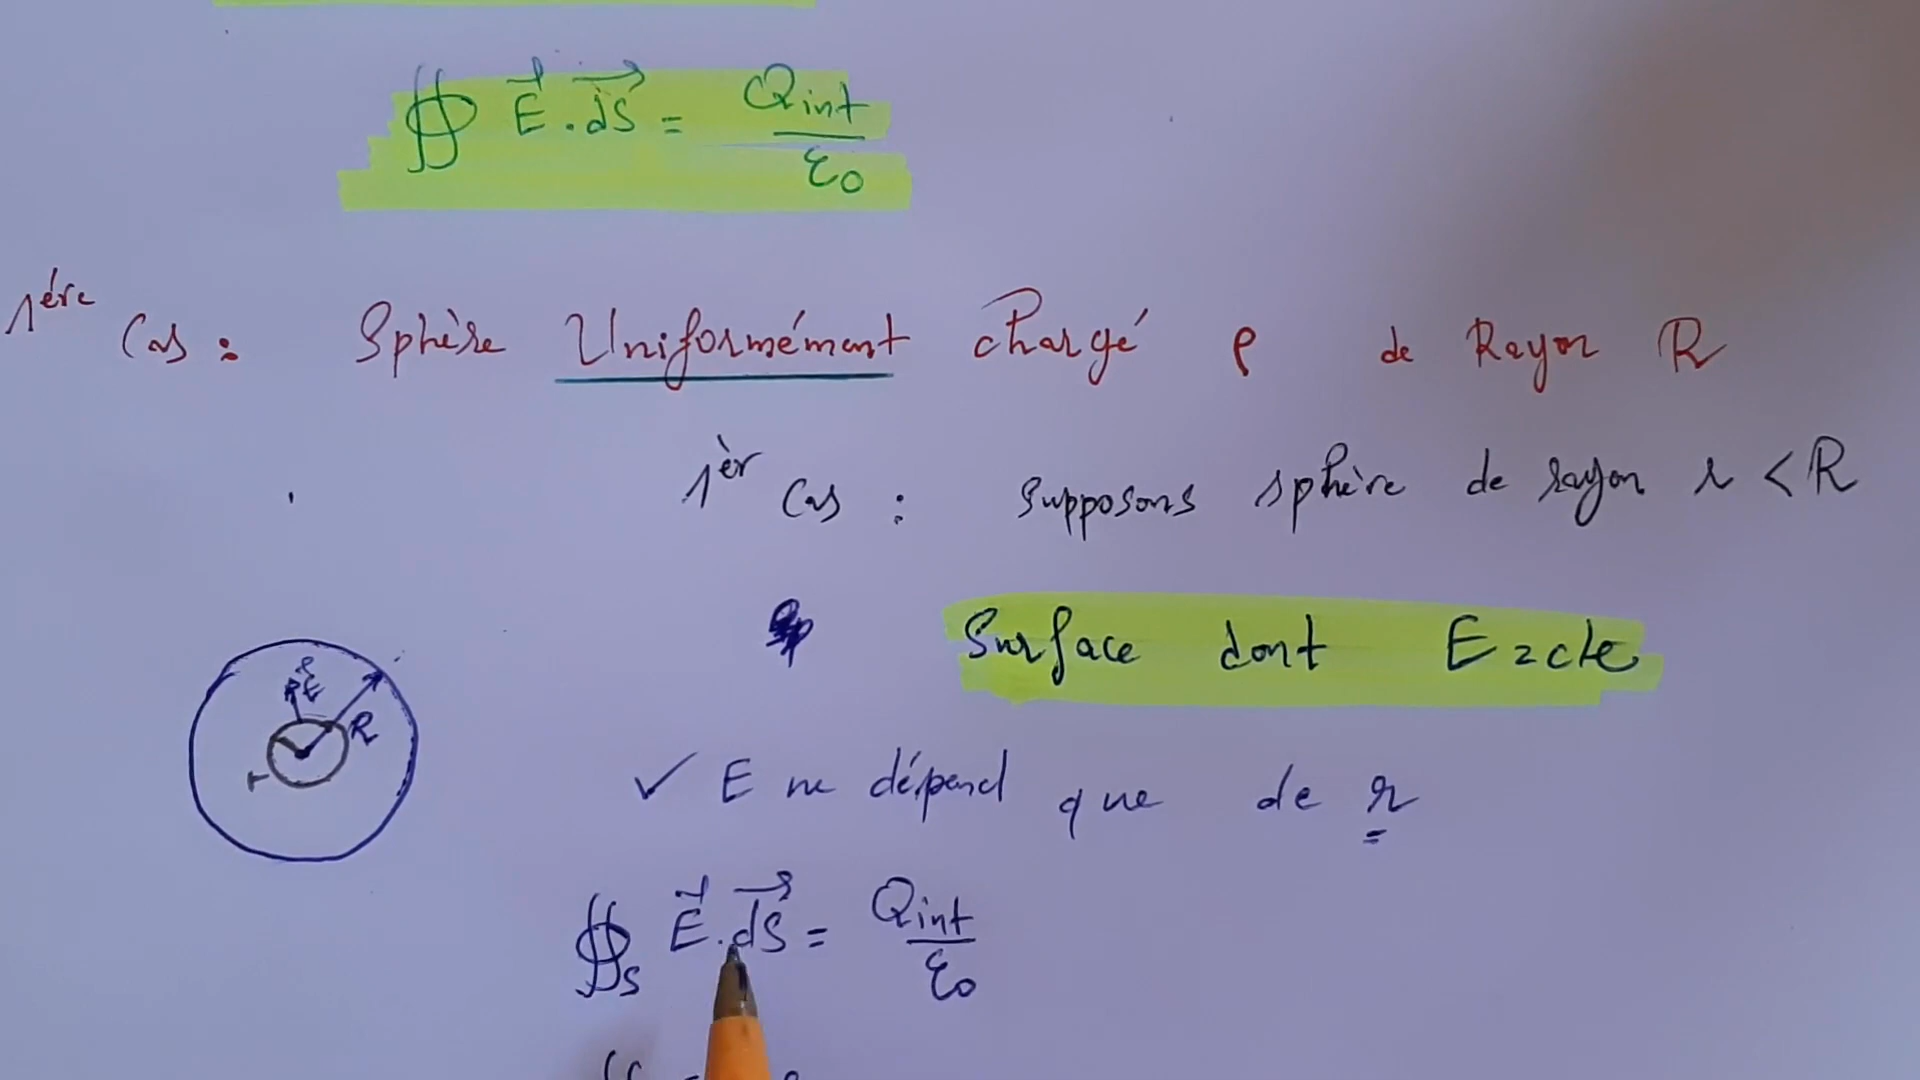 ∯ E⃗ . dS⃗ = Qint / ε0
1ére Cas : Sphère Uniformément chargé ρ de Rayon R
1èr Cas : supposons sphère de rayon r < R
Surface dont E = cte
✓ E ne dépend que de r
E⃗
R
r
∯S E⃗ . dS⃗ = Qint / ε0